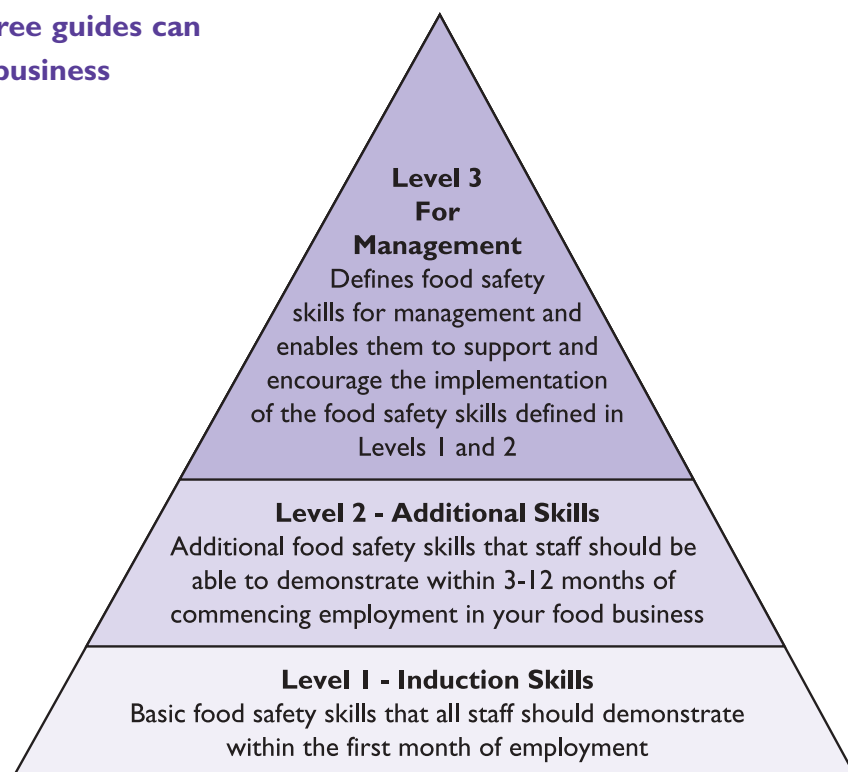 ree guides can
business
Level 3
For
Management
Defines food safety
skills for management and
enables them to support and
encourage the implementation
of the food safety skills defined in
Levels 1 and 2
Level 2 - Additional Skills
Additional food safety skills that staff should be
able to demonstrate within 3-12 months of
commencing employment in your food business
Level 1 - Induction Skills
Basic food safety skills that all staff should demonstrate
within the first month of employment